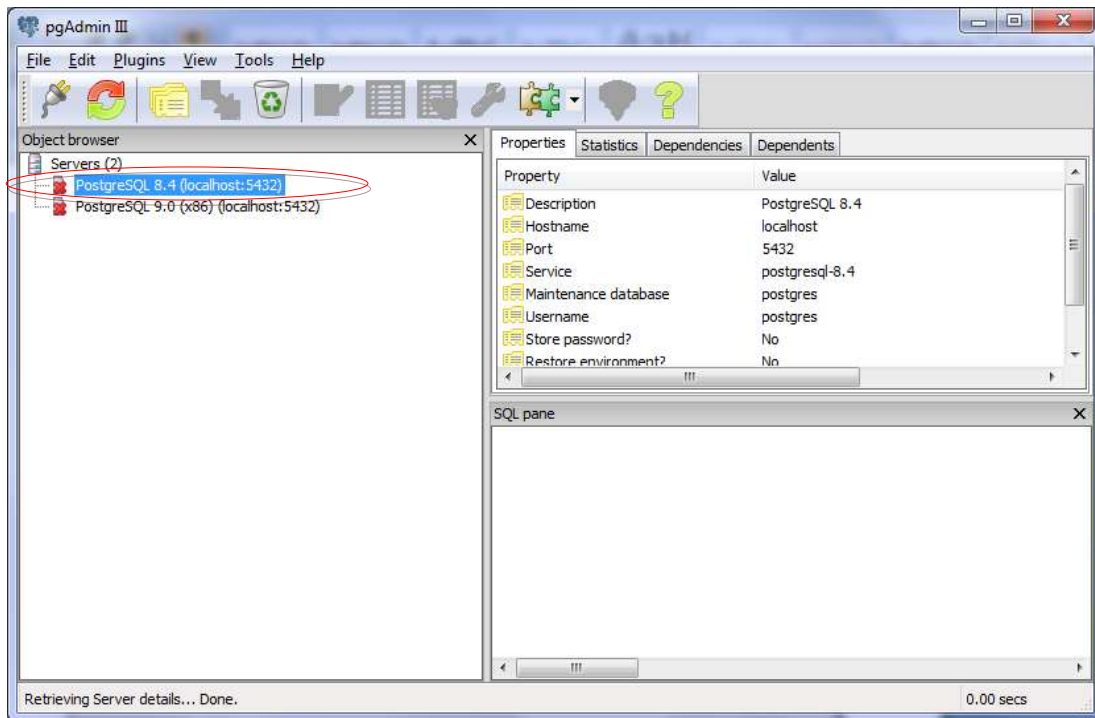 pgAdmin III
File Edit Plugins View Tools Help
Object browser
Servers (2)
PostgreSQL 8.4 (localhost:5432)
PostgreSQL 9.0 (x86) (localhost:5432)
Properties Statistics Dependencies Dependents
Property Value
Description PostgreSQL 8.4
Hostname localhost
Port 5432
Service postgresql-8.4
Maintenance database postgres
Username postgres
Store password? No
Restore environment? No
SQL pane
Retrieving Server details... Done. 0.00 secs